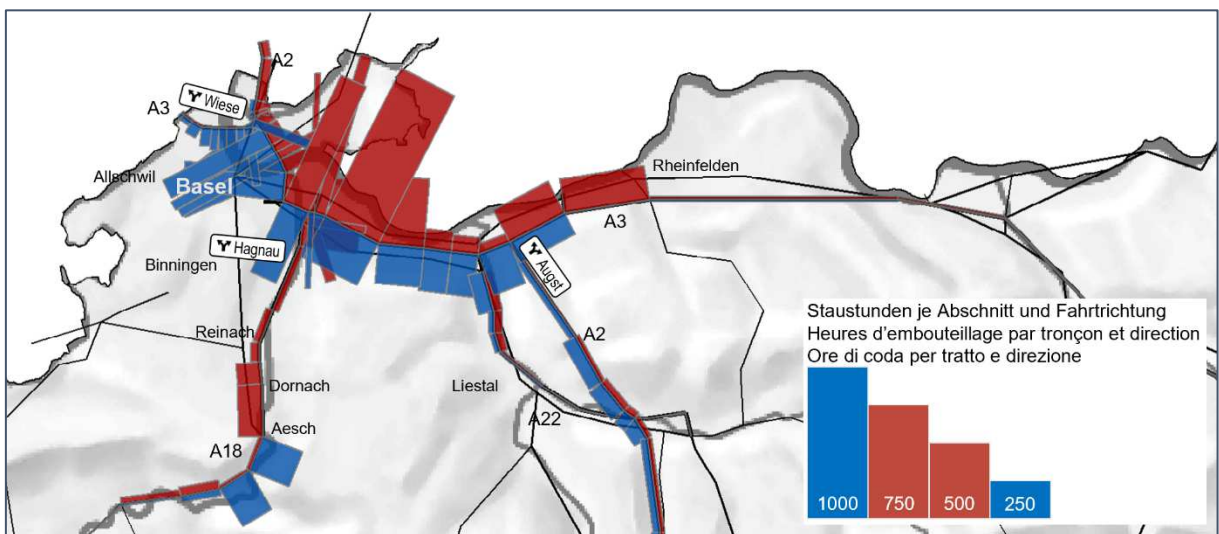 A2
Wiese
A3
Allschwil
Basel
Rheinfelden
A3
Hagnau
Augst
Binningen
Reinach
A2
Dornach
Liestal
Aesch
A22
A18
Staustunden je Abschnitt und Fahrtrichtung
Heures d'embouteillage par tronçon et direction
Ore di coda per tratto e direzione
1000 750 500 250